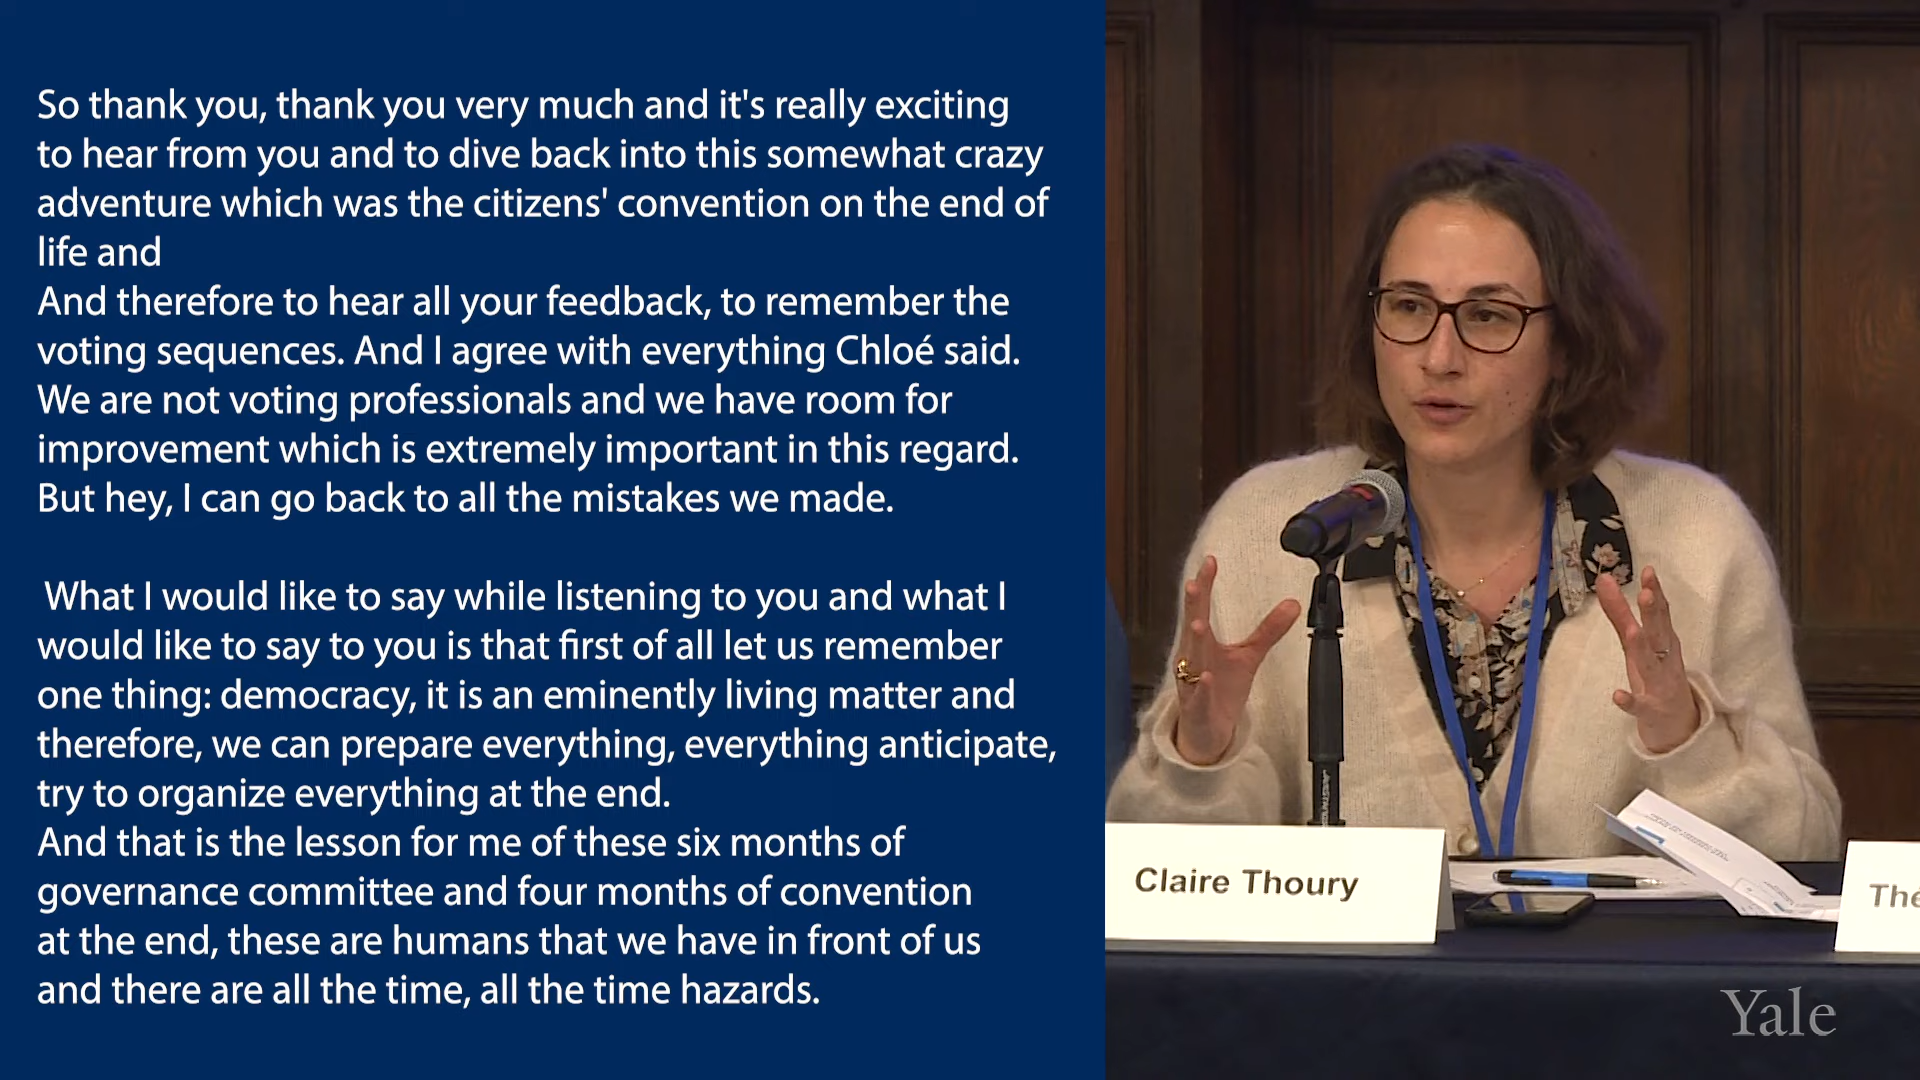 So thank you, thank you very much and it's really exciting
to hear from you and to dive back into this somewhat crazy
adventure which was the citizens' convention on the end of
life and
And therefore to hear all your feedback, to remember the
voting sequences. And I agree with everything Chloé said.
We are not voting professionals and we have room for
improvement which is extremely important in this regard.
But hey, I can go back to all the mistakes we made.
What I would like to say while listening to you and what I
would like to say to you is that first of all let us remember
one thing: democracy, it is an eminently living matter and
therefore, we can prepare everything, everything anticipate,
try to organize everything at the end.
And that is the lesson for me of these six months of
governance committee and four months of convention
at the end, these are humans that we have in front of us
and there are all the time, all the time hazards.
Claire Thoury
Thé
Yale